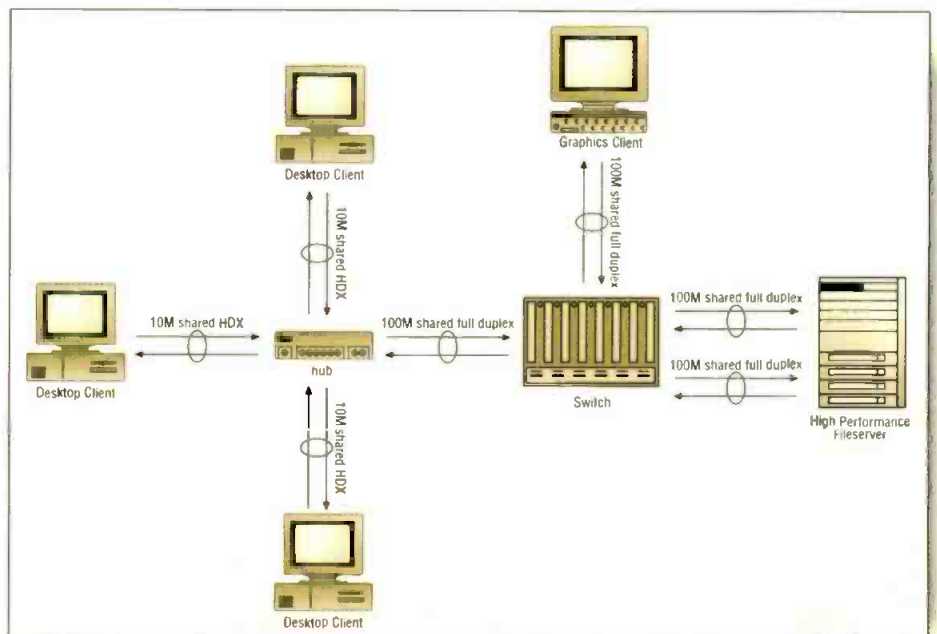 Desktop Client
Graphics Client
10M shared HDX
100M shared full duplex
10M shared HDX
Desktop Client
hub
100M shared full duplex
Switch
100M shared full duplex
100M shared full duplex
High Performance
Fileserver
10M shared HDX
Desktop Client